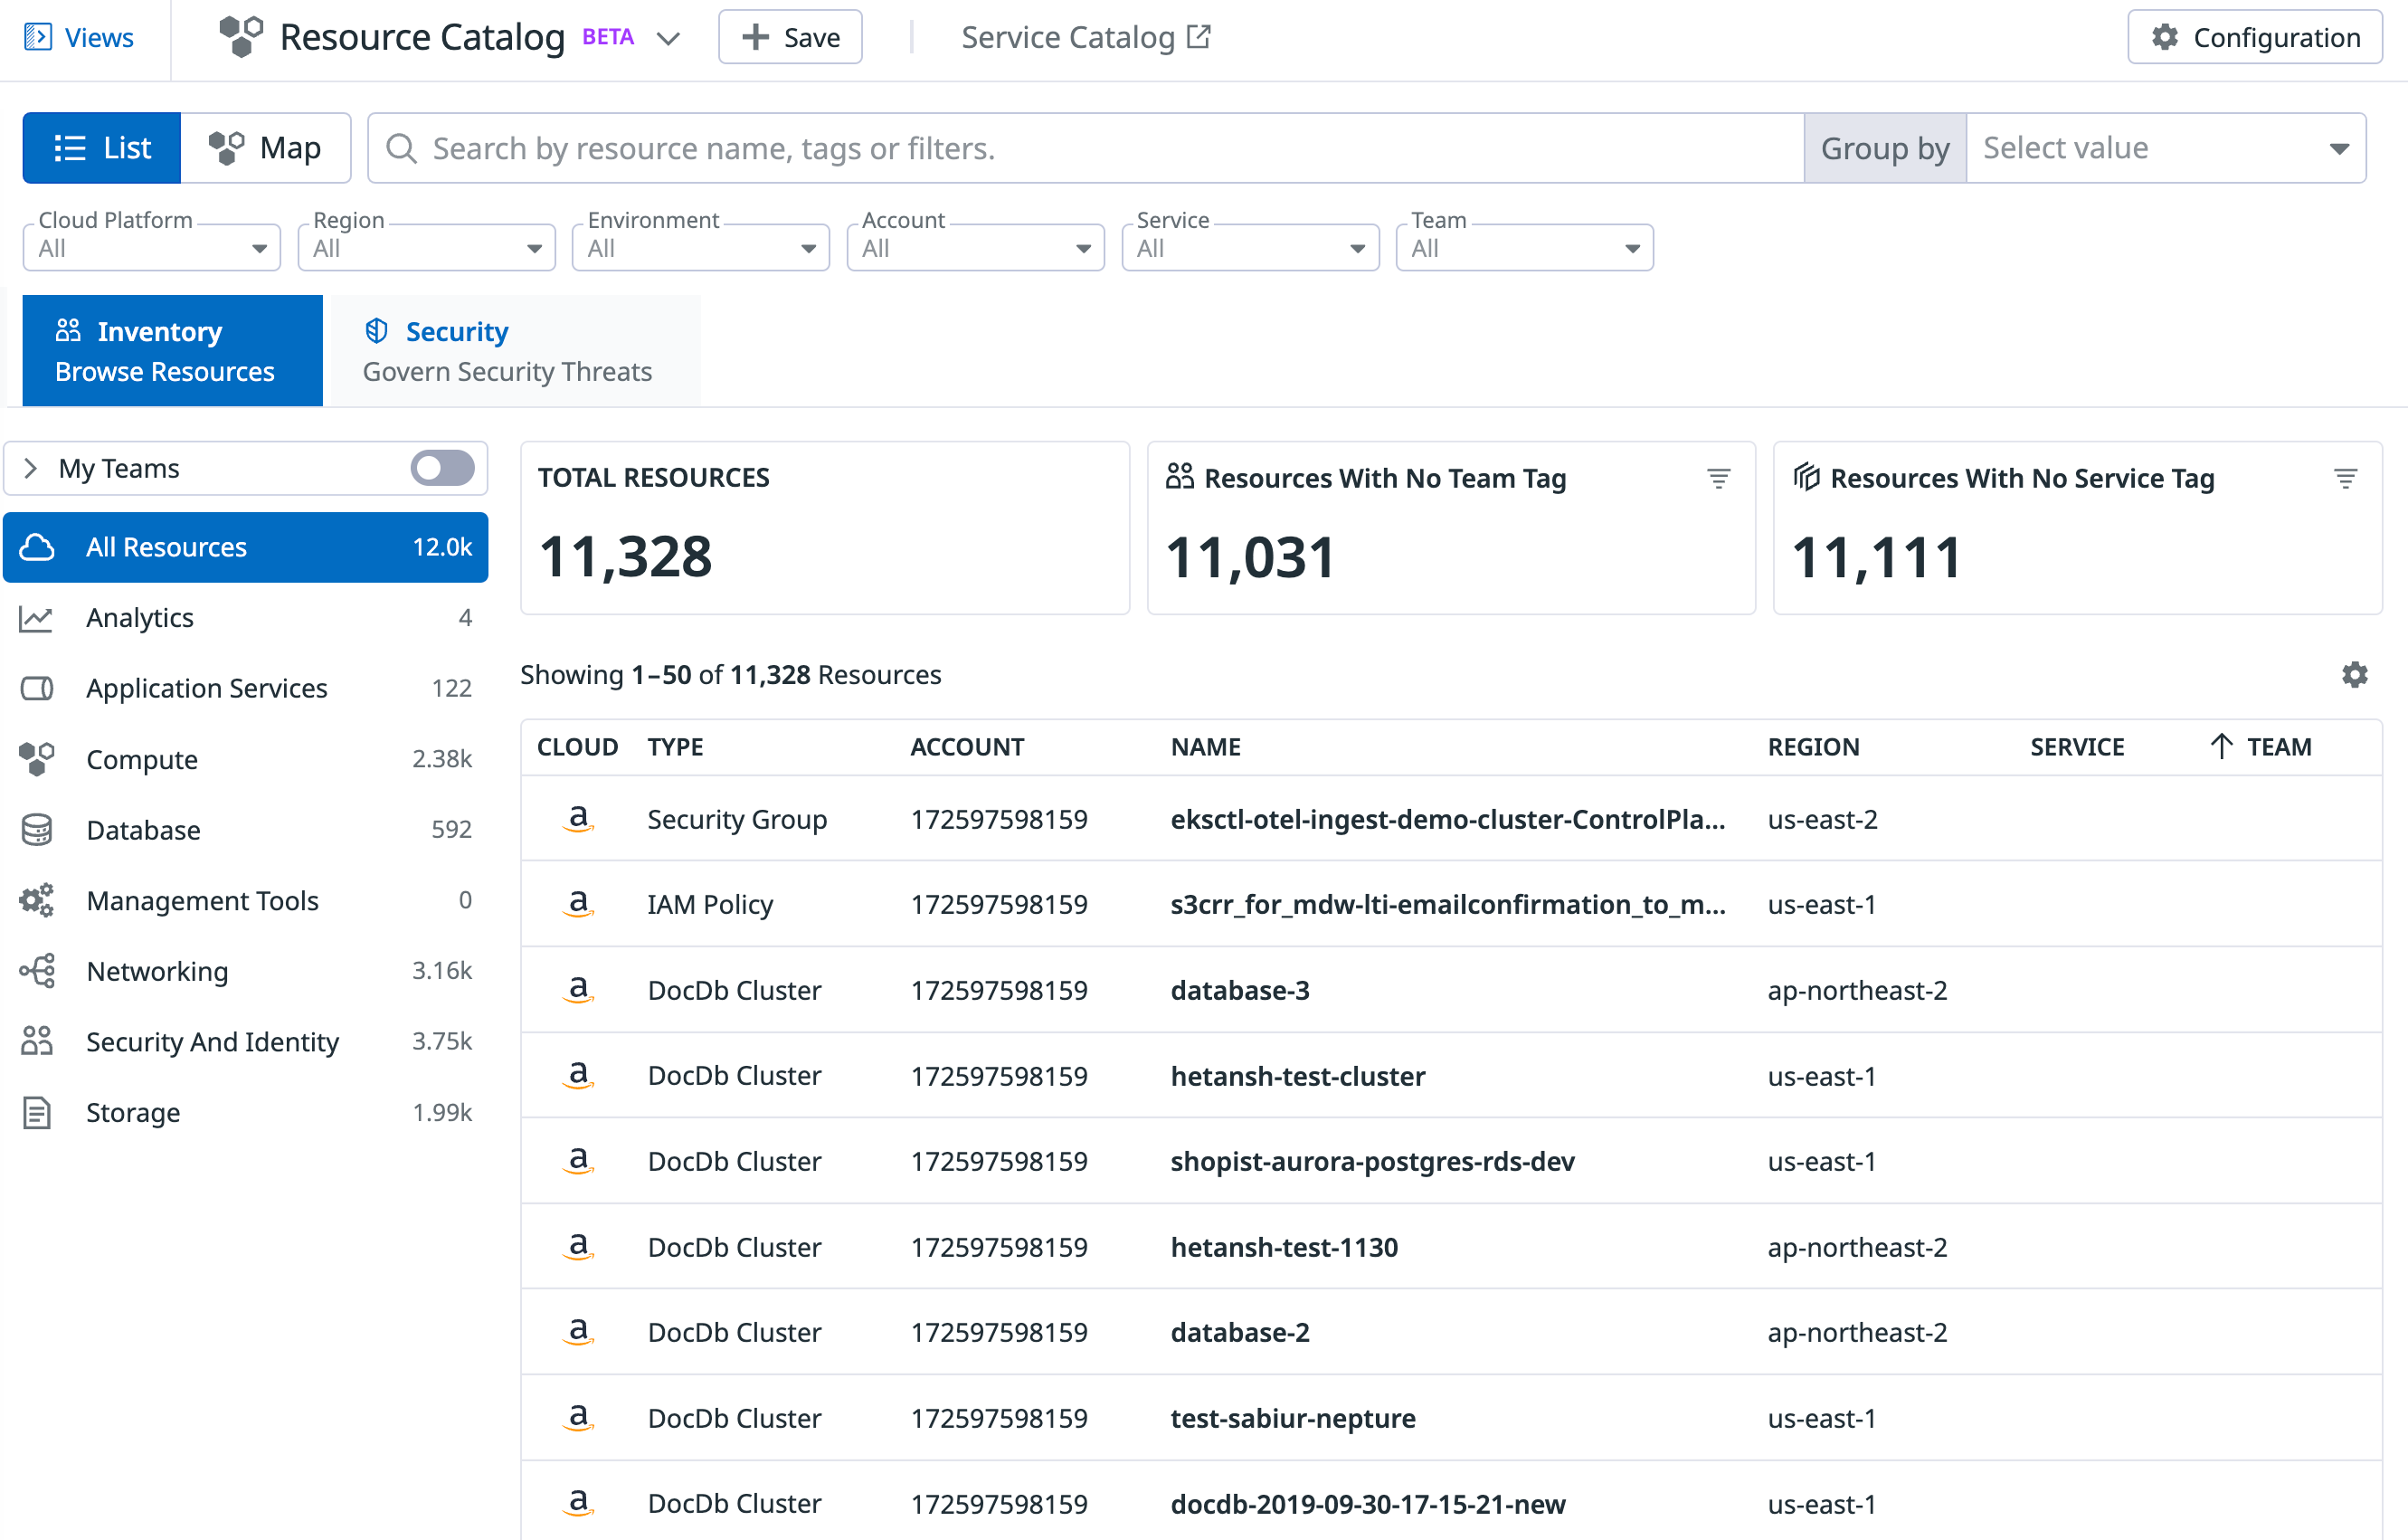 Views
Resource Catalog BETA
Save
Service Catalog
Configuration
List
Map
Search by resource name, tags or filters.
Group by
Select value
Cloud Platform
All
Region
All
Environment
All
Account
All
Service
All
Team
All
Inventory
Browse Resources
Security
Govern Security Threats
My Teams
All Resources 12.0k
Analytics 4
Application Services 122
Compute 2.38k
Database 592
Management Tools 0
Networking 3.16k
Security And Identity 3.75k
Storage 1.99k
TOTAL RESOURCES
11,328
Resources With No Team Tag
11,031
Resources With No Service Tag
11,111
Showing 1–50 of 11,328 Resources
CLOUD TYPE ACCOUNT NAME REGION SERVICE TEAM
a Security Group 172597598159 eksctl-otel-ingest-demo-cluster-ControlPla... us-east-2
a IAM Policy 172597598159 s3crr_for_mdw-lti-emailconfirmation_to_m... us-east-1
a DocDb Cluster 172597598159 database-3 ap-northeast-2
a DocDb Cluster 172597598159 hetansh-test-cluster us-east-1
a DocDb Cluster 172597598159 shopist-aurora-postgres-rds-dev us-east-1
a DocDb Cluster 172597598159 hetansh-test-1130 ap-northeast-2
a DocDb Cluster 172597598159 database-2 ap-northeast-2
a DocDb Cluster 172597598159 test-sabiur-nepture us-east-1
a DocDb Cluster 172597598159 docdb-2019-09-30-17-15-21-new us-east-1